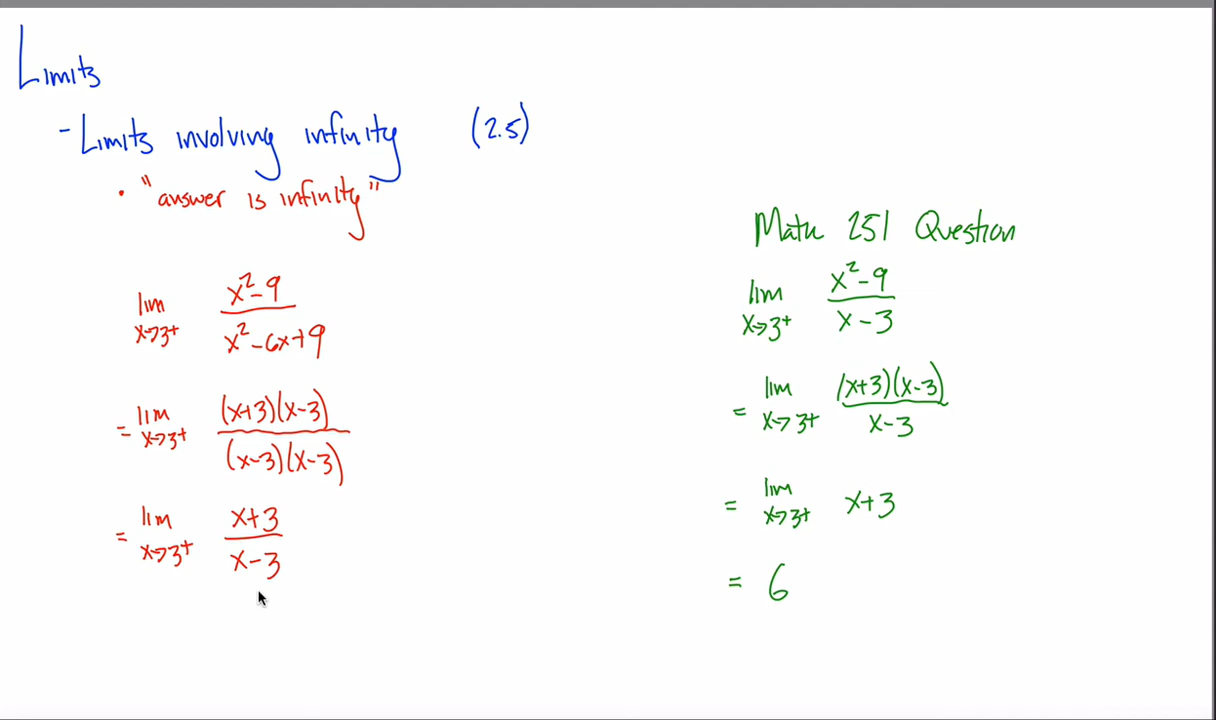 Limits
- Limits involving infinity (2.5)
• "answer is infinity"
lim x→3+ (x²-9)/(x²-6x+9)
= lim x→3+ ((x+3)(x-3))/((x-3)(x-3))
= lim x→3+ (x+3)/(x-3)
Math 251 Question
lim x→3+ (x²-9)/(x-3)
= lim x→3+ ((x+3)(x-3))/(x-3)
= lim x→3+ x+3
= 6